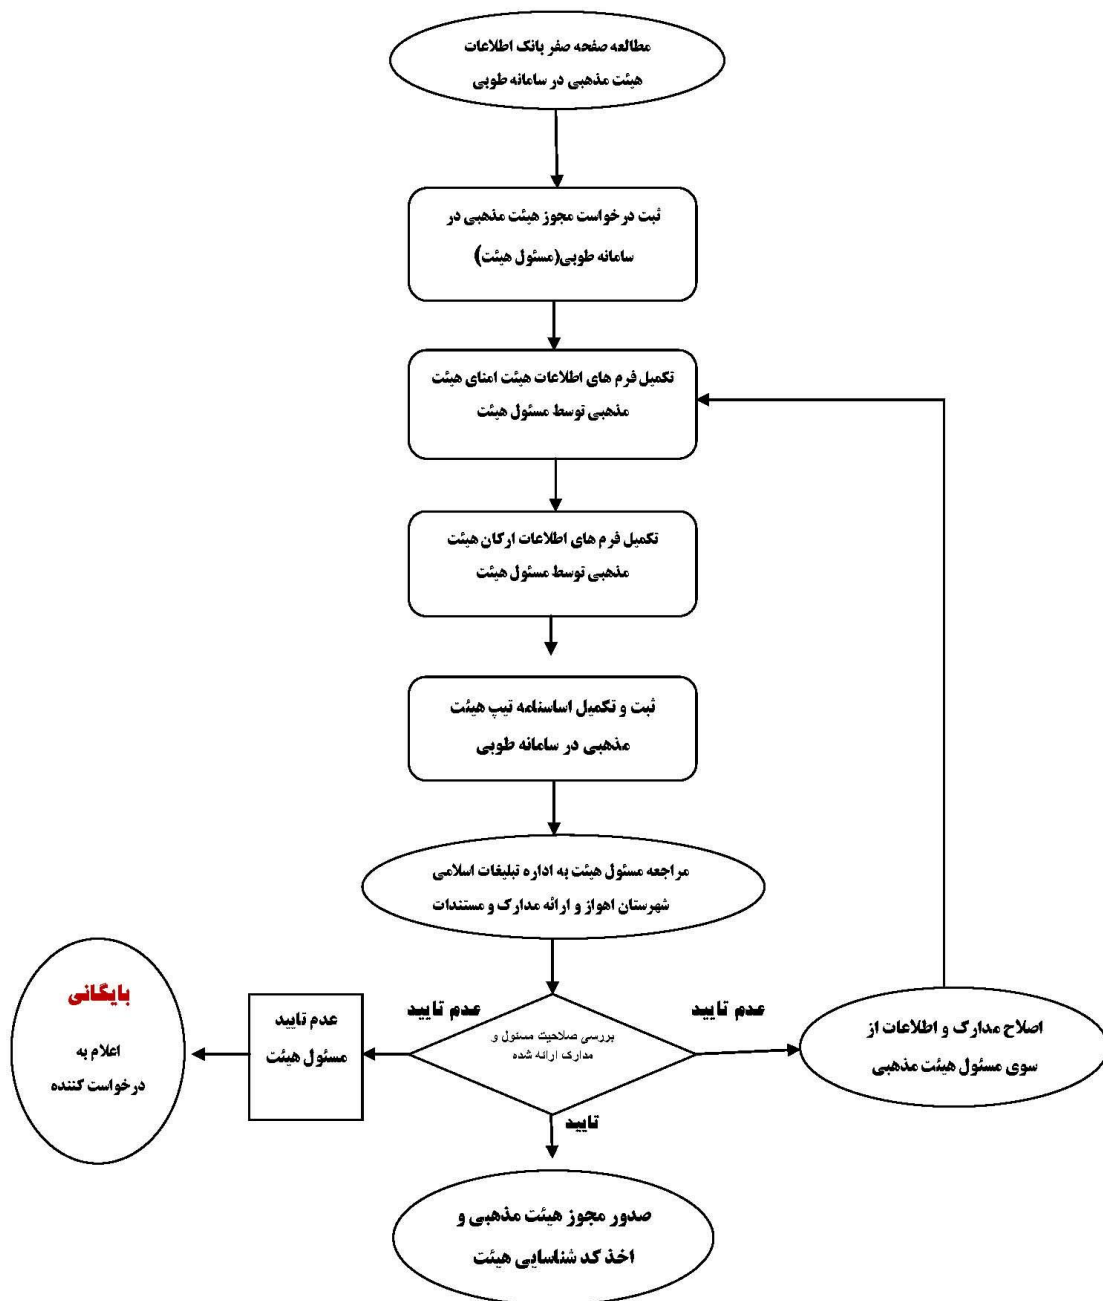 مطالعه صفحه صفر بانک اطلاعات
هیئت مذهبی در سامانه طوبی
ثبت درخواست مجوز هیئت مذهبی در
سامانه طوبی(مسئول هیئت)
تکمیل فرم های اطلاعات هیئت امنای هیئت
مذهبی توسط مسئول هیئت
تکمیل فرم های اطلاعات ارکان هیئت
مذهبی توسط مسئول هیئت
ثبت و تکمیل اساسنامه تیپ هیئت
مذهبی در سامانه طوبی
مراجعه مسئول هیئت به اداره تبلیغات اسلامی
شهرستان اهواز و ارائه مدارک و مستندات
بررسی صلاحیت مسئول و
مدارک ارائه شده
عدم تایید
اصلاح مدارک و اطلاعات از
سوی مسئول هیئت مذهبی
عدم تایید
عدم تایید
مسئول هیئت
بایگانی
اعلام به
درخواست کننده
تایید
صدور مجوز هیئت مذهبی و
اخذ کد شناسایی هیئت